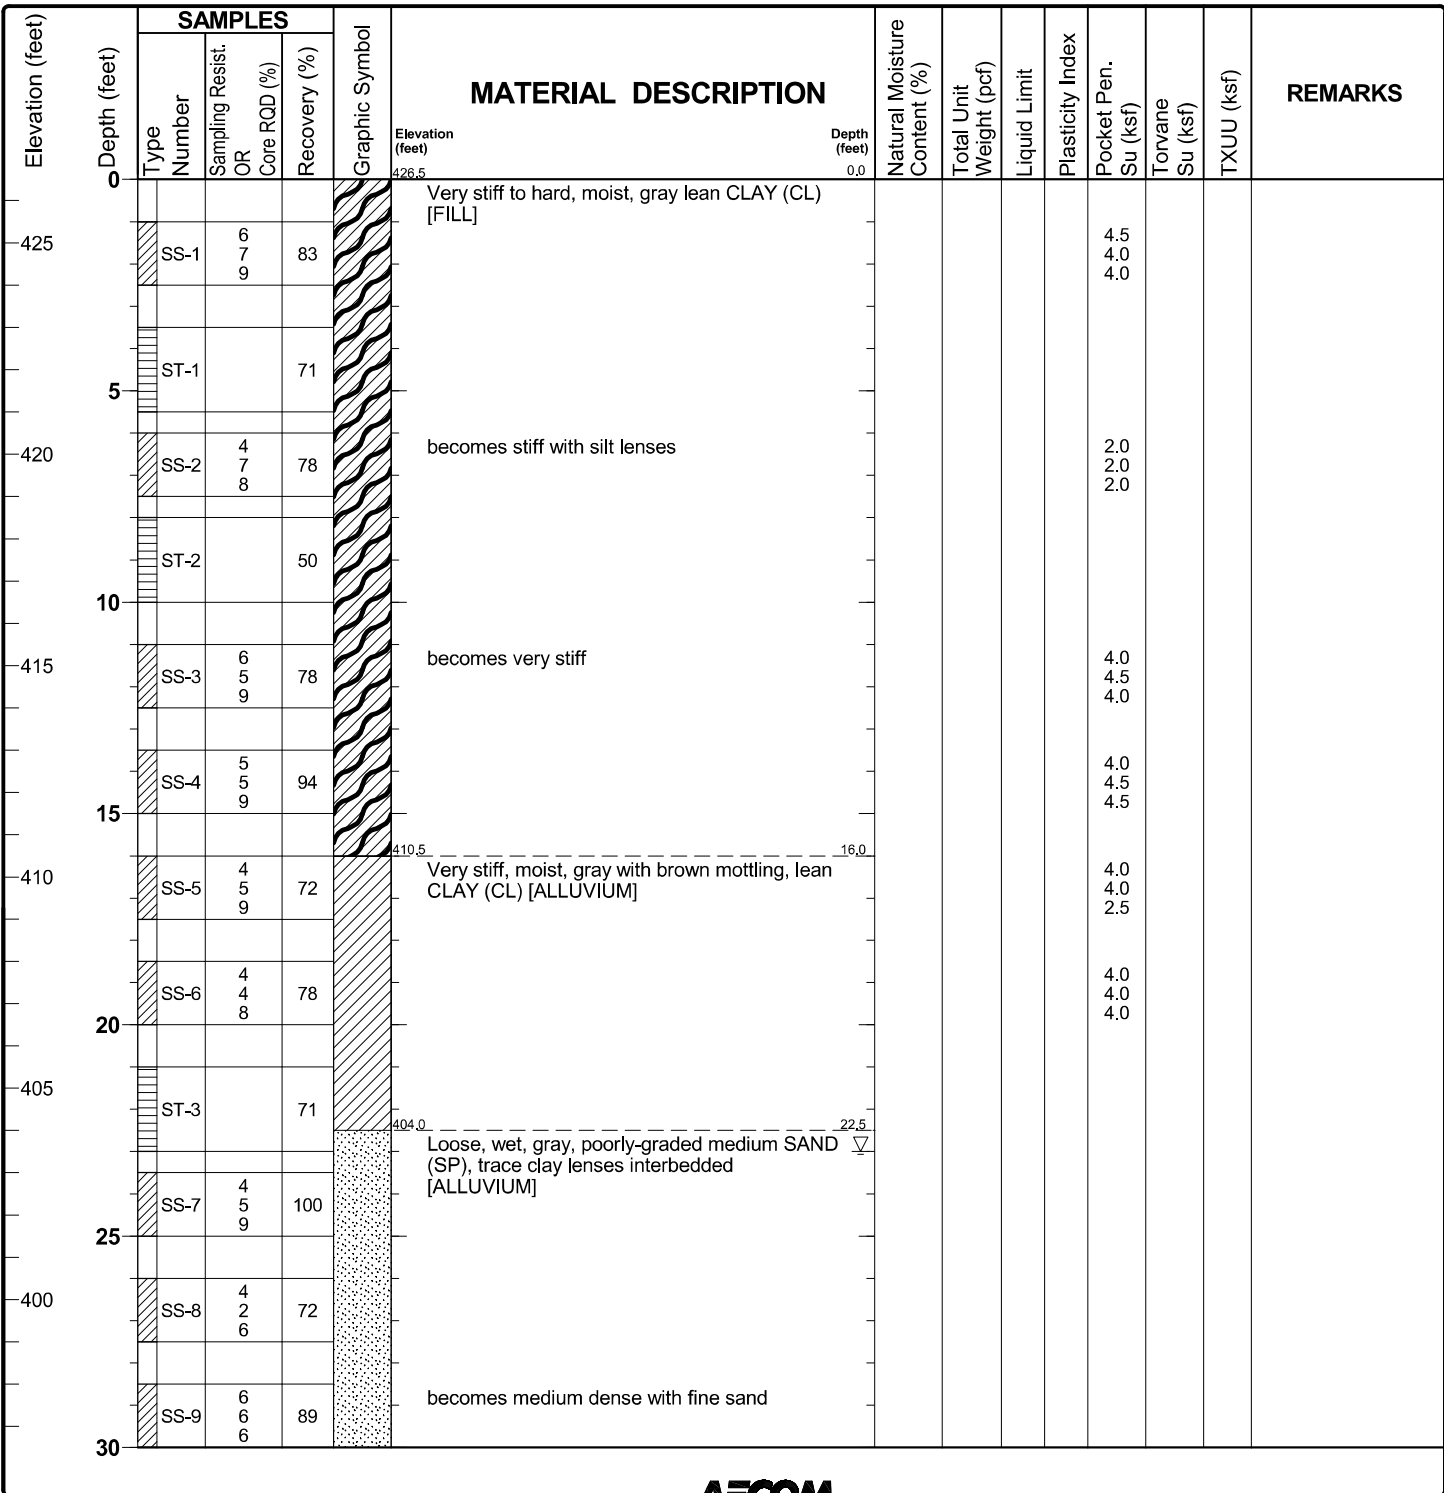 Elevation (feet)
Depth (feet)
SAMPLES
Type
Number
Sampling Resist.
OR
Core RQD (%)
Recovery (%)
Graphic Symbol
MATERIAL DESCRIPTION
Elevation
(feet)
Depth
(feet)
Natural Moisture
Content (%)
Total Unit
Weight (pcf)
Liquid Limit
Plasticity Index
Pocket Pen.
Su (ksf)
Torvane
Su (ksf)
TXUU (ksf)
REMARKS
0
426.5
0.0
Very stiff to hard, moist, gray lean CLAY (CL)
[FILL]
425
SS-1
6
7
9
83
4.5
4.0
4.0
ST-1
71
5
420
SS-2
4
7
8
78
becomes stiff with silt lenses
2.0
2.0
2.0
ST-2
50
10
415
SS-3
6
5
9
78
becomes very stiff
4.0
4.5
4.0
SS-4
5
5
9
94
4.0
4.5
4.5
15
410.5
16.0
410
SS-5
4
5
9
72
Very stiff, moist, gray with brown mottling, lean
CLAY (CL) [ALLUVIUM]
4.0
4.0
2.5
SS-6
4
4
8
78
4.0
4.0
4.0
20
405
ST-3
71
404.0
22.5
Loose, wet, gray, poorly-graded medium SAND
(SP), trace clay lenses interbedded
[ALLUVIUM]
SS-7
4
5
9
100
25
400
SS-8
4
2
6
72
SS-9
6
6
6
89
becomes medium dense with fine sand
30
AECOM